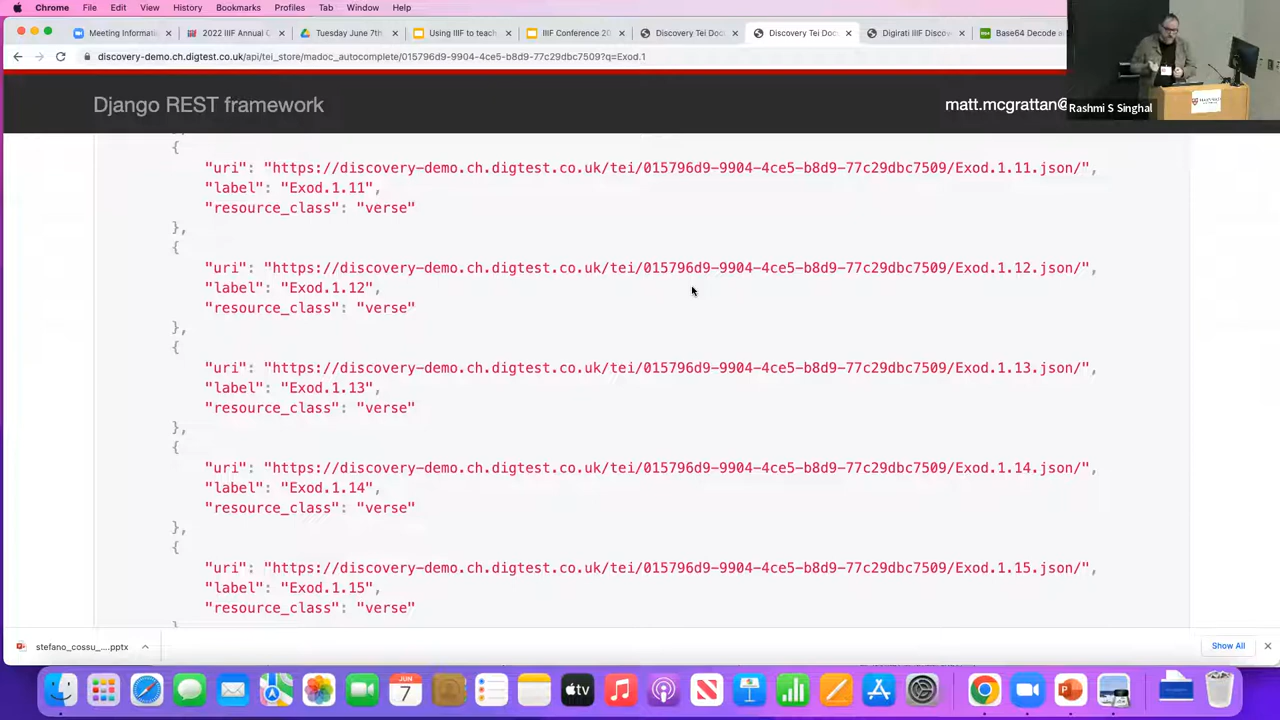 Chrome File Edit View History Bookmarks Profiles Tab Window Help
Meeting Informati
2022 IIIF Annual C
Tuesday June 7th
Using IIIF to teach
IIIF Conference 20
Discovery Tei Doc
Discovery Tei Doc
Digirati IIIF Disco
Base64 Decode a
discovery-demo.ch.digtest.co.uk/api/tei_store/madoc_autocomplete/015796d9-9904-4ce5-b8d9-77c29dbc7509?q=Exod.1
Rashmi S Singhal
Django REST framework
matt.mcgrattan@
{
"uri": "https://discovery-demo.ch.digtest.co.uk/tei/015796d9-9904-4ce5-b8d9-77c29dbc7509/Exod.1.11.json/",
"label": "Exod.1.11",
"resource_class": "verse"
},
{
"uri": "https://discovery-demo.ch.digtest.co.uk/tei/015796d9-9904-4ce5-b8d9-77c29dbc7509/Exod.1.12.json/",
"label": "Exod.1.12",
"resource_class": "verse"
},
{
"uri": "https://discovery-demo.ch.digtest.co.uk/tei/015796d9-9904-4ce5-b8d9-77c29dbc7509/Exod.1.13.json/",
"label": "Exod.1.13",
"resource_class": "verse"
},
{
"uri": "https://discovery-demo.ch.digtest.co.uk/tei/015796d9-9904-4ce5-b8d9-77c29dbc7509/Exod.1.14.json/",
"label": "Exod.1.14",
"resource_class": "verse"
},
{
"uri": "https://discovery-demo.ch.digtest.co.uk/tei/015796d9-9904-4ce5-b8d9-77c29dbc7509/Exod.1.15.json/",
"label": "Exod.1.15",
"resource_class": "verse"
stefano_cossu_....pptx
Show All
JUN
7
tv